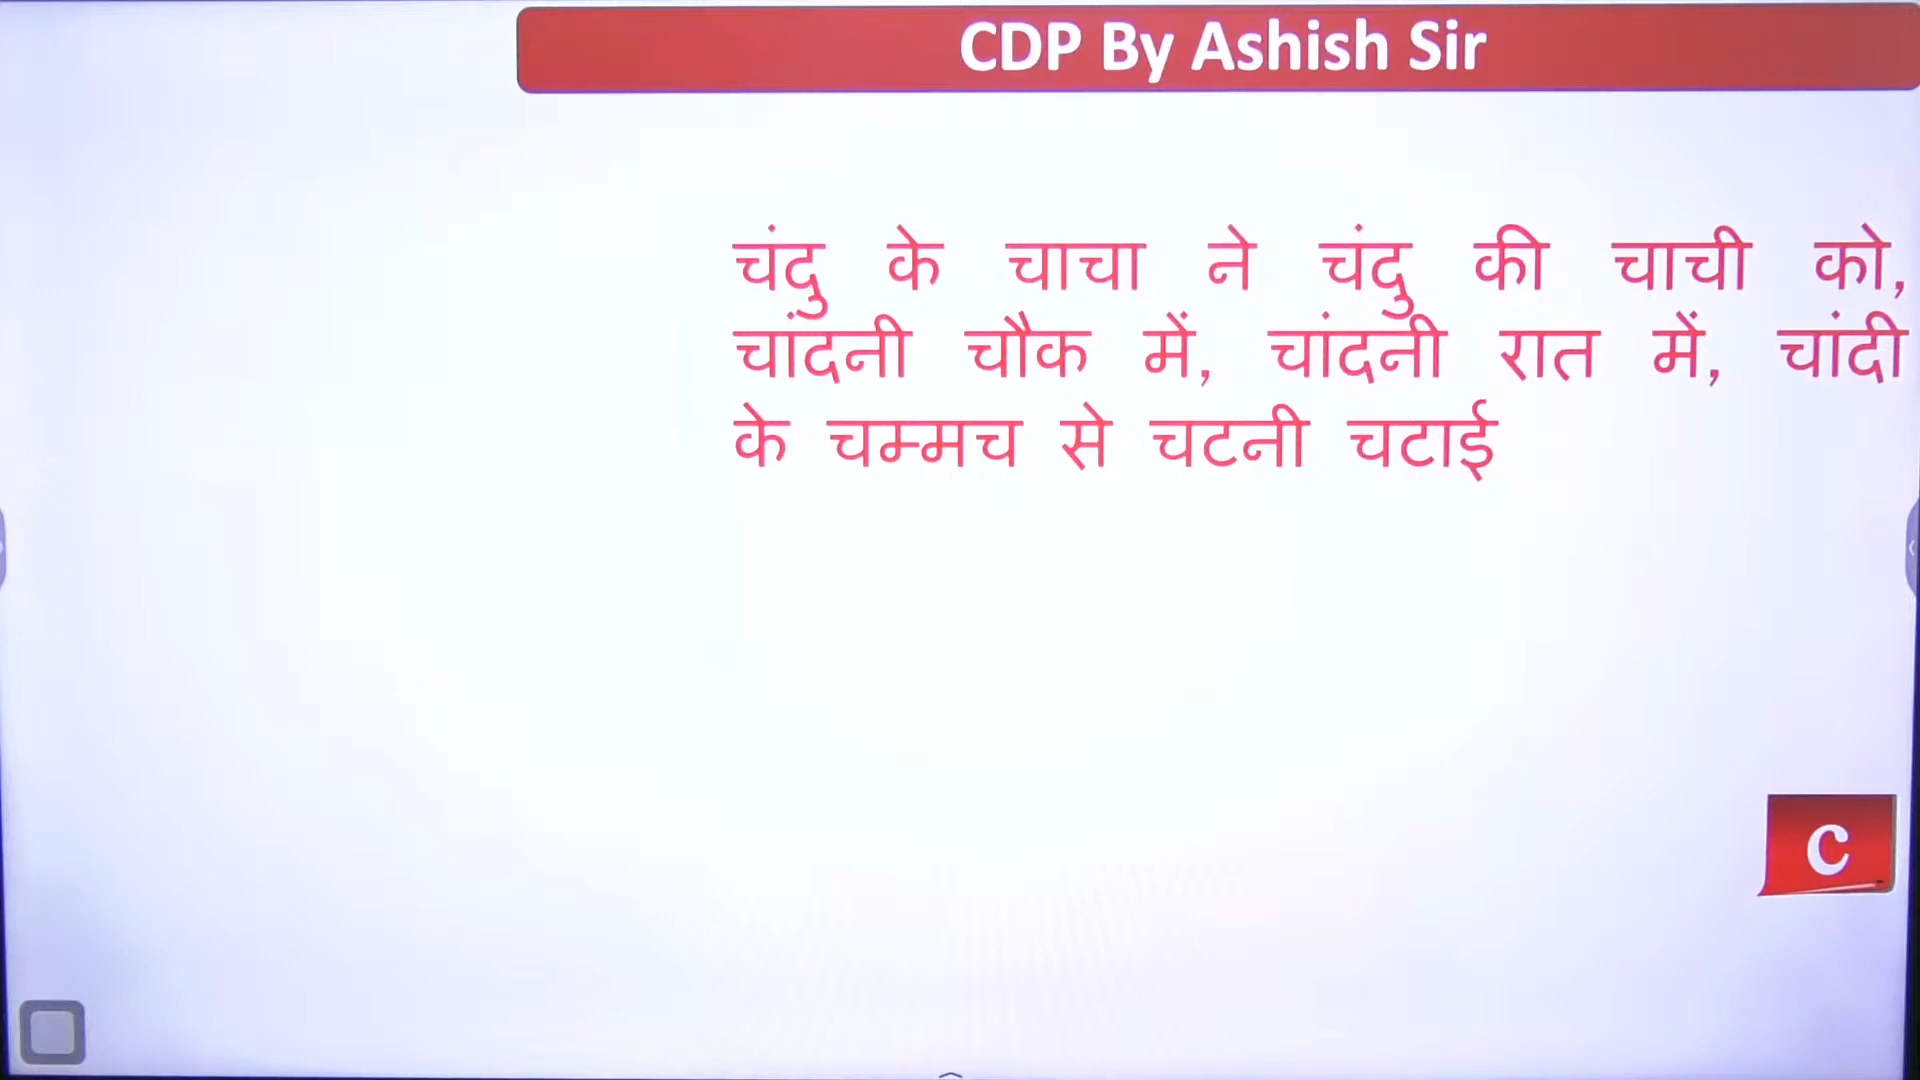 CDP By Ashish Sir
चंदु के चाचा ने चंदु की चाची को,
चांदनी चौक में, चांदनी रात में, चांदी
के चम्मच से चटनी चटाई
C